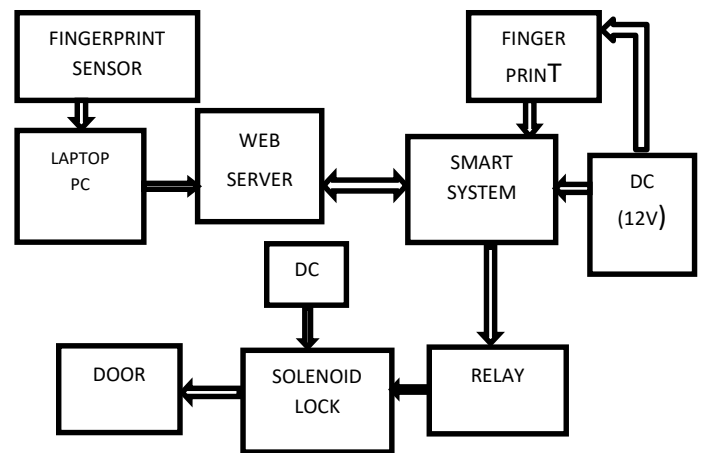 FINGERPRINT
SENSOR
FINGER
PRINT
LAPTOP
PC
WEB
SERVER
SMART
SYSTEM
DC
(12V)
DC
DOOR
SOLENOID
LOCK
RELAY